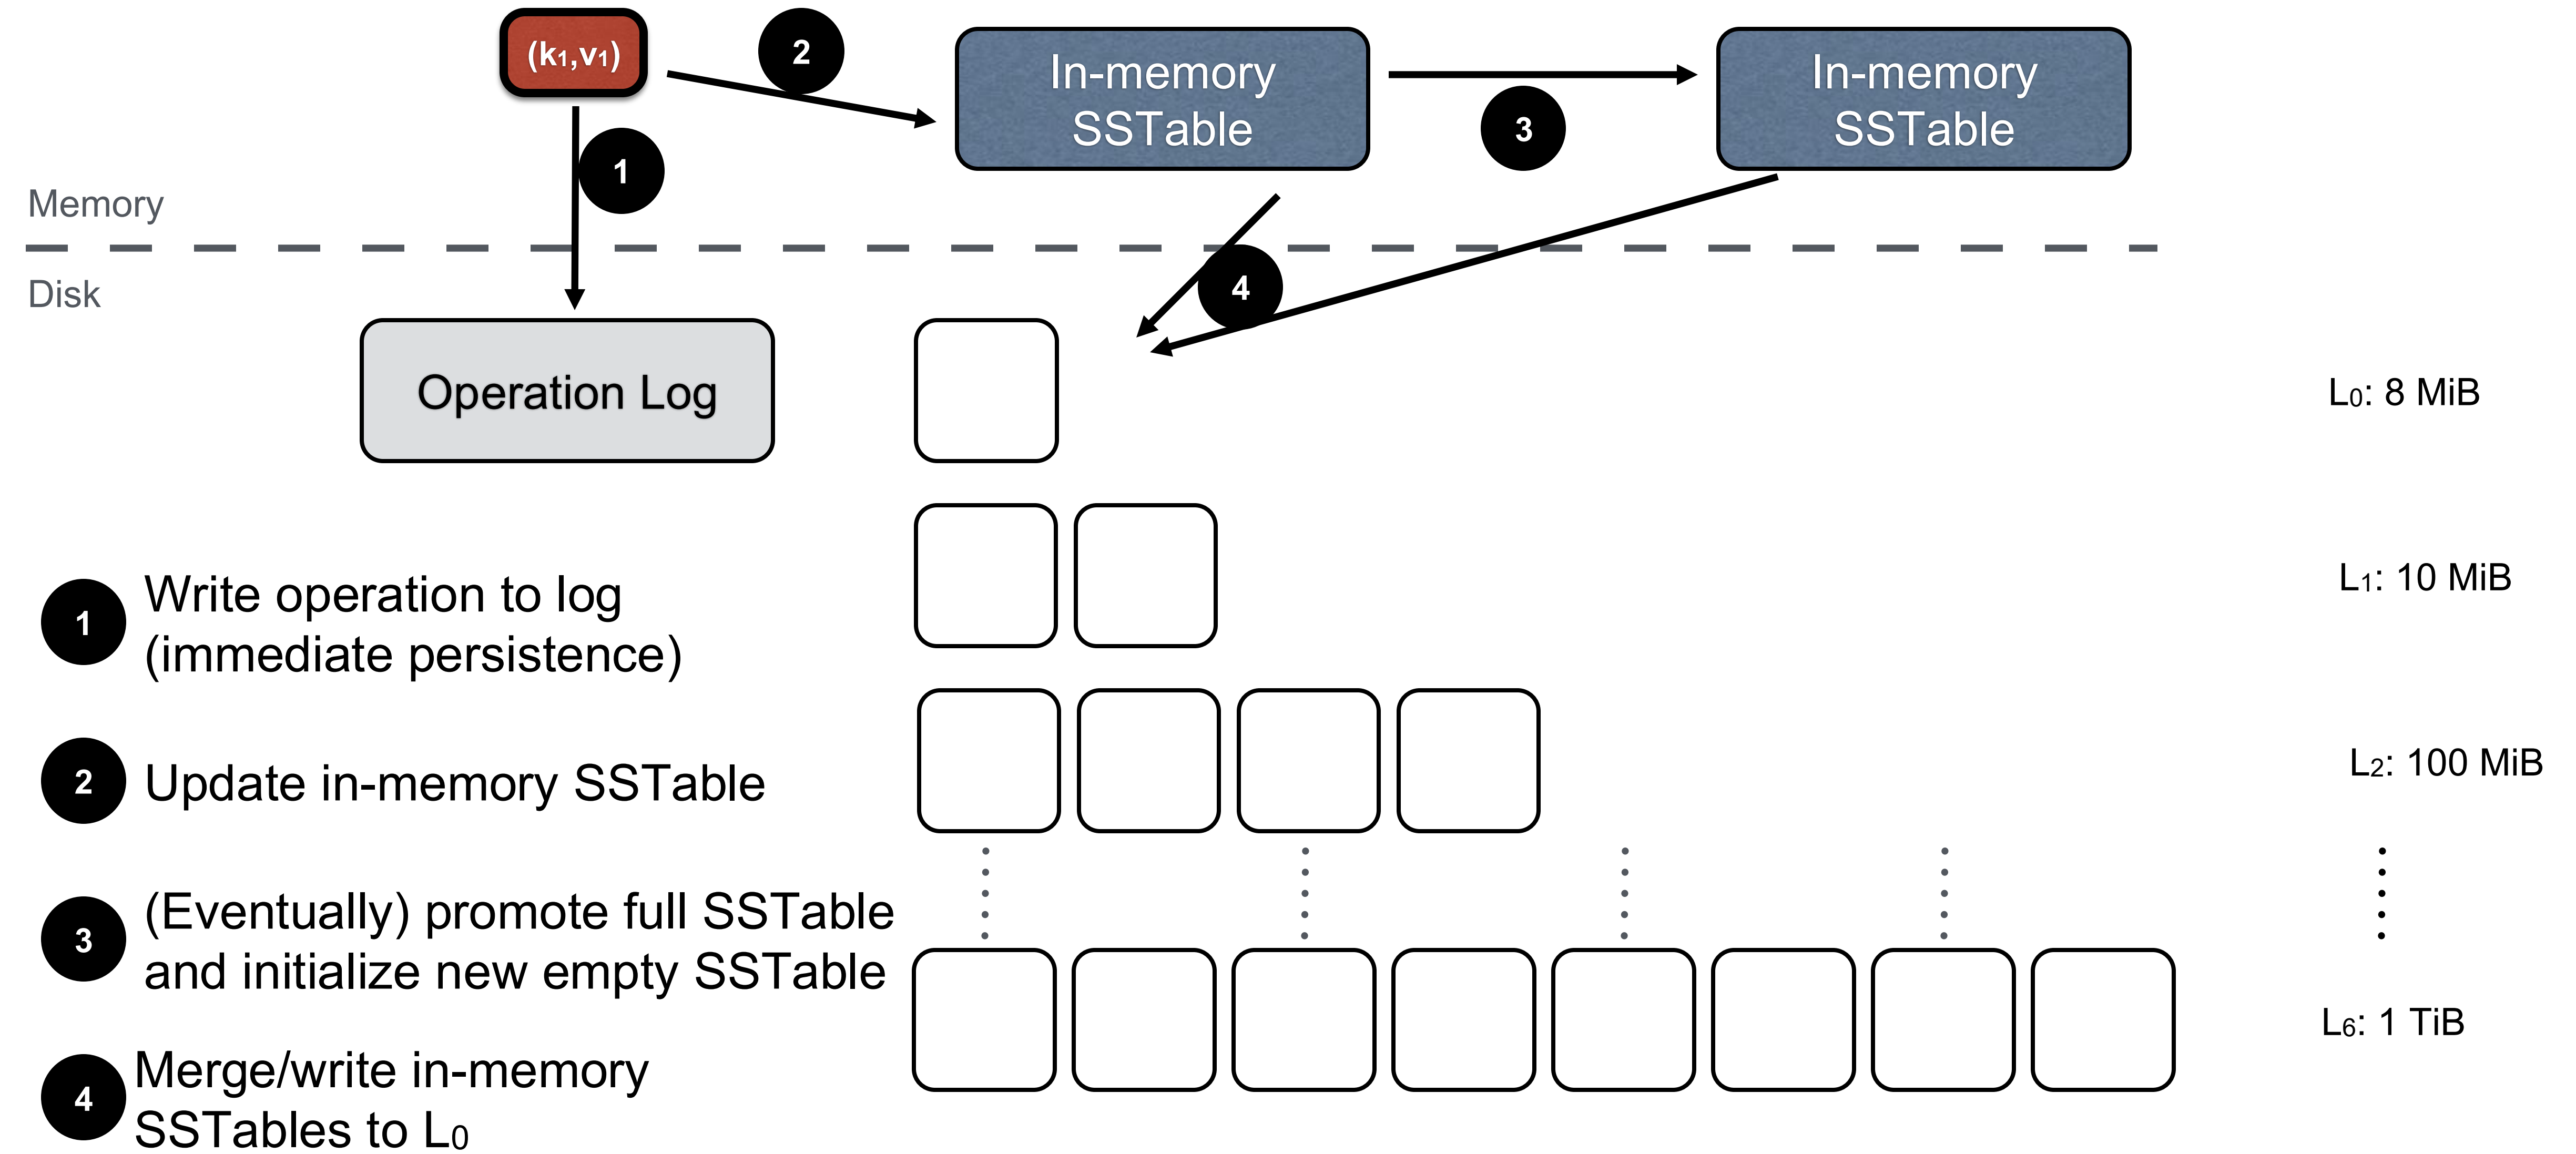 (k₁,v₁)
2
In-memory
SSTable
3
In-memory
SSTable
1
Memory
Disk
4
Operation Log
L₀: 8 MiB
L₁: 10 MiB
L₂: 100 MiB
L₆: 1 TiB
1 Write operation to log
(immediate persistence)
2 Update in-memory SSTable
3 (Eventually) promote full SSTable
and initialize new empty SSTable
4 Merge/write in-memory
SSTables to L₀